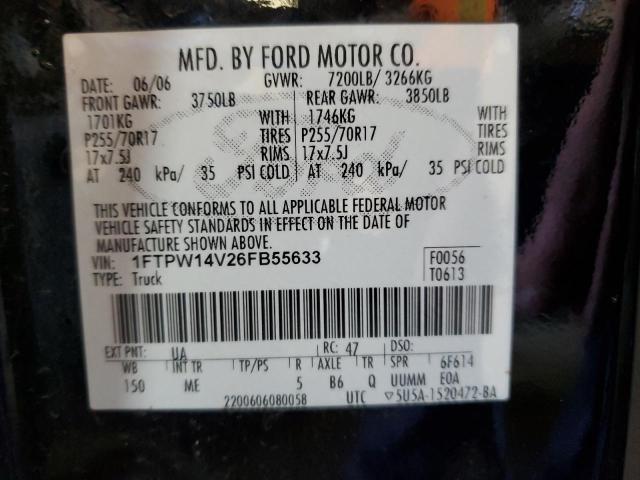 MFD. BY FORD MOTOR CO.
DATE: 06/06 GVWR: 7200LB/ 3266KG
FRONT GAWR: 3750LB REAR GAWR: 3850LB
1701KG WITH 1746KG WITH
P255/70R17 TIRES P255/70R17 TIRES
17x7.5J RIMS 17x7.5J RIMS
AT 240 kPa/ 35 PSI COLD AT 240 kPa/ 35 PSI COLD
THIS VEHICLE CONFORMS TO ALL APPLICABLE FEDERAL MOTOR
VEHICLE SAFETY STANDARDS IN EFFECT ON THE DATE OF
MANUFACTURE SHOWN ABOVE
VIN: 1FTPW14V26FB55633 F0056
TYPE: Truck T0613
EXT PNT: UA RC: 47 DSO:
WB INT TR TP/PS R AXLE TR SPR 6F614
150 ME 5 B6 Q UUMM EOA
2200606080058 UTC ▽5U5A-1520472-BA